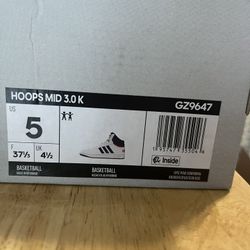 HOOPS MID 3.0 K
GZ9647
US
5
F
37⅓
UK
4½
Inside
BASKETBALL
BASKETBALL